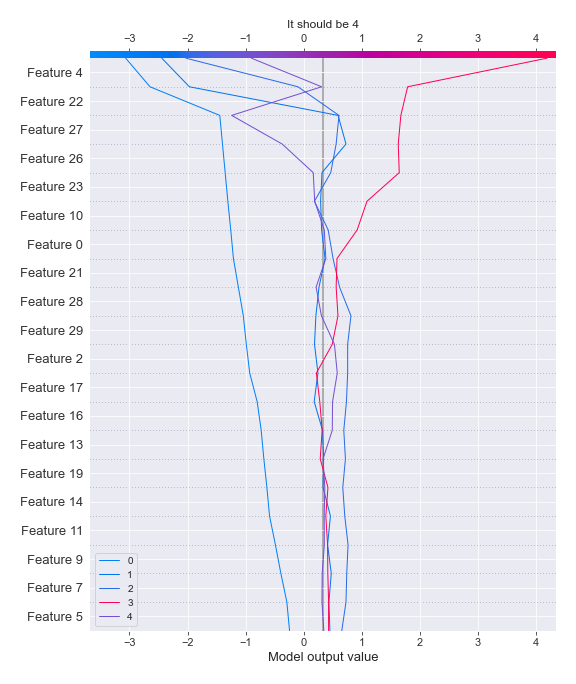 It should be 4
−3 −2 −1 0 1 2 3 4
Feature 4
Feature 22
Feature 27
Feature 26
Feature 23
Feature 10
Feature 0
Feature 21
Feature 28
Feature 29
Feature 2
Feature 17
Feature 16
Feature 13
Feature 19
Feature 14
Feature 11
Feature 9
Feature 7
Feature 5
0
1
2
3
4
−3 −2 −1 0 1 2 3 4
Model output value